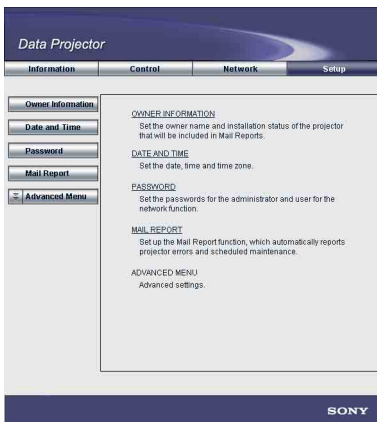 Data Projector
Information Control Network Setup
Owner Information
Date and Time
Password
Mail Report
Advanced Menu
OWNER INFORMATION
Set the owner name and installation status of the projector
that will be included in Mail Reports.
DATE AND TIME
Set the date, time and time zone.
PASSWORD
Set the passwords for the administrator and user for the
network function.
MAIL REPORT
Set up the Mail Report function, which automatically reports
projector errors and scheduled maintenance.
ADVANCED MENU
Advanced settings.
SONY